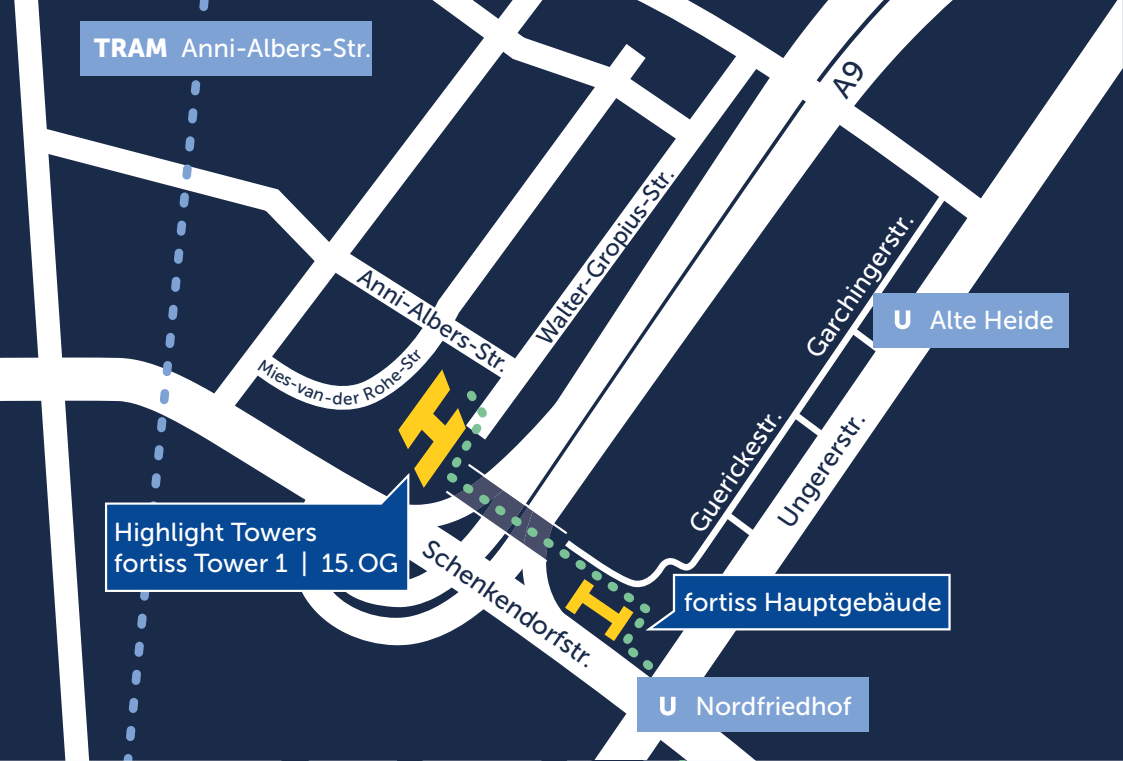 TRAM Anni-Albers-Str.
A9
Walter-Gropius-Str.
Garchingerstr.
Anni-Albers-Str.
U Alte Heide
Mies-van-der Rohe-Str
Guerickestr.
Ungererstr.
Highlight Towers
fortiss Tower 1 | 15. OG
Schenkendorfstr.
fortiss Hauptgebäude
U Nordfriedhof